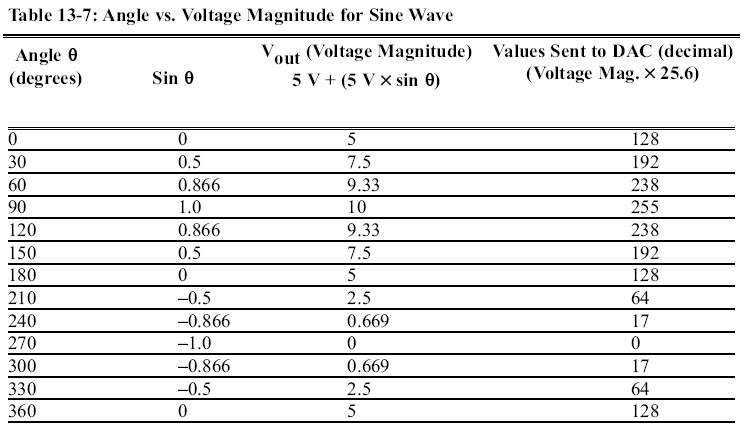 Table 13-7: Angle vs. Voltage Magnitude for Sine Wave
Angle θ (degrees) Sin θ Vout (Voltage Magnitude) 5 V + (5 V × sin θ) Values Sent to DAC (decimal) (Voltage Mag. × 25.6)
0 0 5 128
30 0.5 7.5 192
60 0.866 9.33 238
90 1.0 10 255
120 0.866 9.33 238
150 0.5 7.5 192
180 0 5 128
210 –0.5 2.5 64
240 –0.866 0.669 17
270 –1.0 0 0
300 –0.866 0.669 17
330 –0.5 2.5 64
360 0 5 128